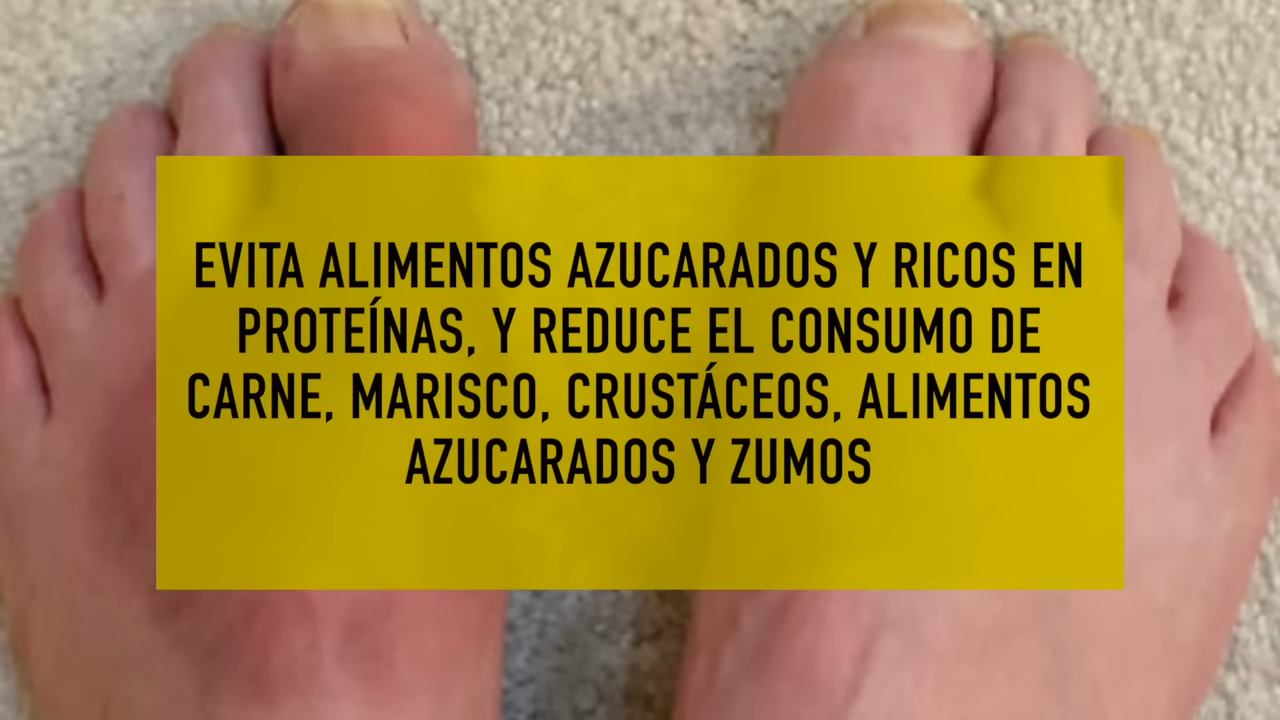 EVITA ALIMENTOS AZUCARADOS Y RICOS EN
PROTEÍNAS, Y REDUCE EL CONSUMO DE
CARNE, MARISCO, CRUSTÁCEOS, ALIMENTOS
AZUCARADOS Y ZUMOS